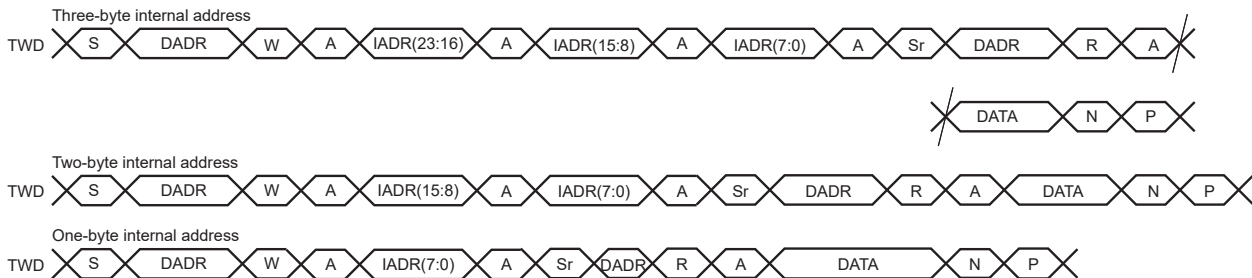 Three-byte internal address
TWD S DADR W A IADR(23:16) A IADR(15:8) A IADR(7:0) A Sr DADR R A
DATA N P
Two-byte internal address
TWD S DADR W A IADR(15:8) A IADR(7:0) A Sr DADR R A DATA N P
One-byte internal address
TWD S DADR W A IADR(7:0) A Sr DADR R A DATA N P